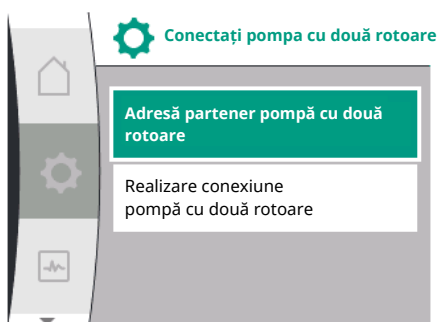 Conectați pompa cu două rotoare
Adresă partener pompă cu două
rotoare
Realizare conexiune
pompă cu două rotoare